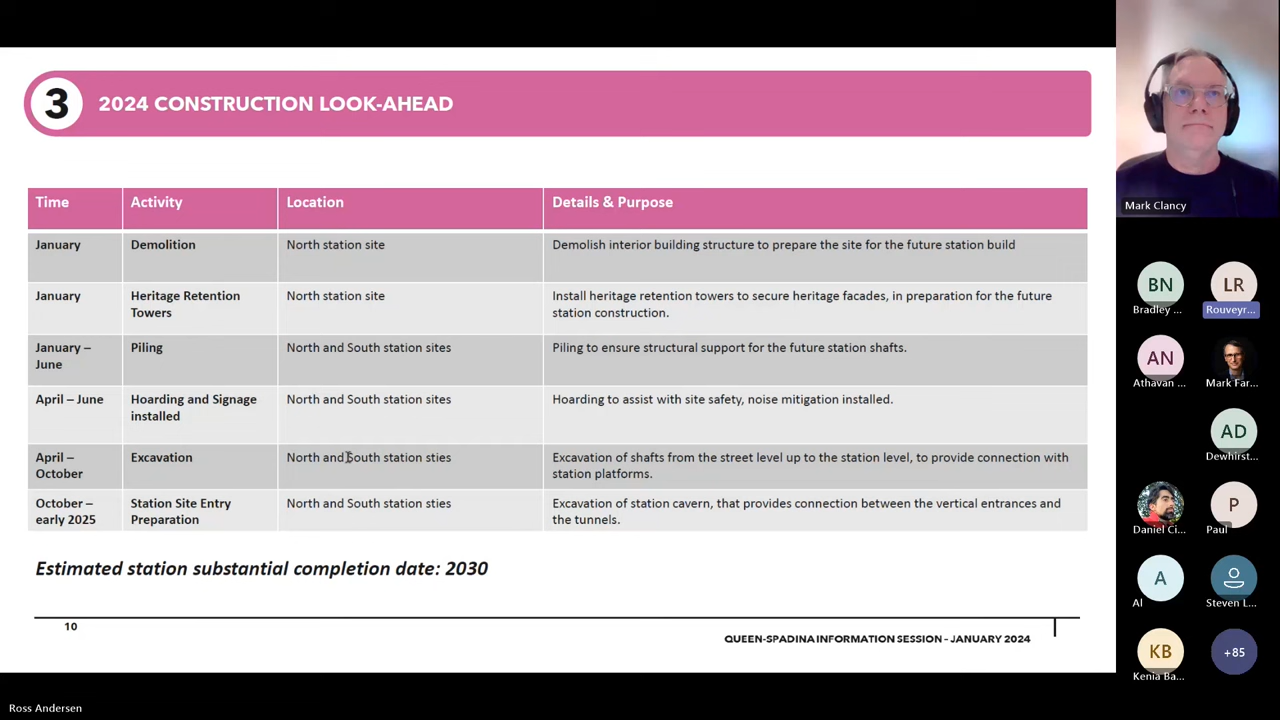 3
2024 CONSTRUCTION LOOK-AHEAD
Time
Activity
Location
Details & Purpose
January
Demolition
North station site
Demolish interior building structure to prepare the site for the future station build
January
Heritage Retention
Towers
North station site
Install heritage retention towers to secure heritage facades, in preparation for the future
station construction.
January –
June
Piling
North and South station sites
Piling to ensure structural support for the future station shafts.
April – June
Hoarding and Signage
installed
North and South station sites
Hoarding to assist with site safety, noise mitigation installed.
April –
October
Excavation
North and South station sties
Excavation of shafts from the street level up to the station level, to provide connection with
station platforms.
October –
early 2025
Station Site Entry
Preparation
North and South station sties
Excavation of station cavern, that provides connection between the vertical entrances and
the tunnels.
Estimated station substantial completion date: 2030
10
QUEEN-SPADINA INFORMATION SESSION – JANUARY 2024
Ross Andersen
Mark Clancy
BN
Bradley ...
LR
Rouveyr...
AN
Athavan ...
Mark Far...
AD
Dewhirst...
Daniel Ci...
P
Paul
A
Al
Steven L...
KB
Kenia Ba...
+85